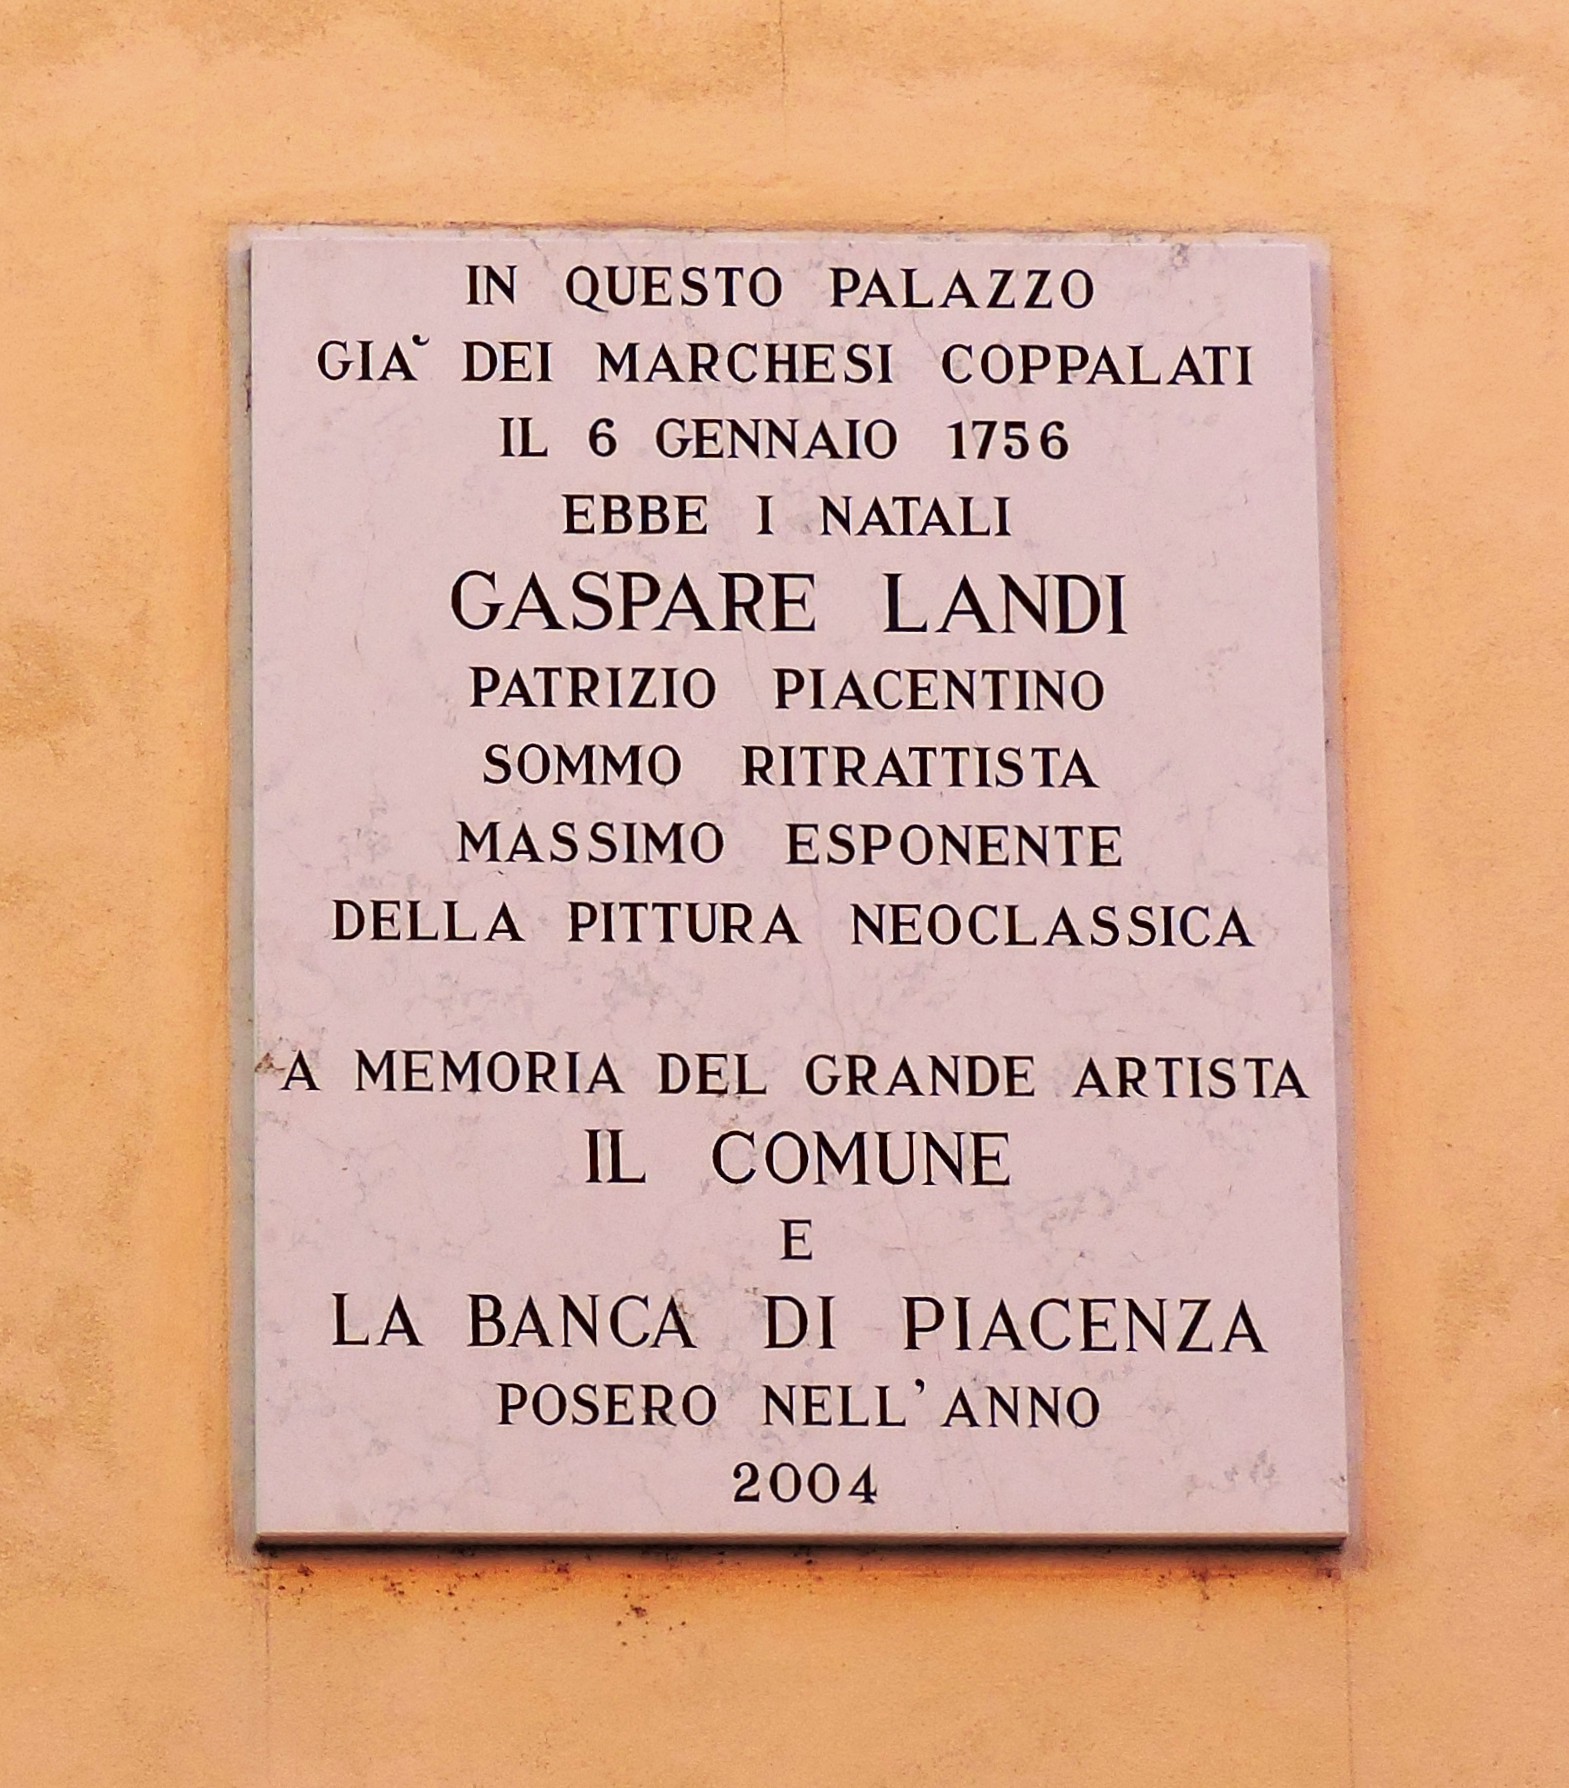 IN QUESTO PALAZZO
GIA' DEI MARCHESI COPPALATI
IL 6 GENNAIO 1756
EBBE I NATALI
GASPARE LANDI
PATRIZIO PIACENTINO
SOMMO RITRATTISTA
MASSIMO ESPONENTE
DELLA PITTURA NEOCLASSICA
A MEMORIA DEL GRANDE ARTISTA
IL COMUNE
E
LA BANCA DI PIACENZA
POSERO NELL'ANNO
2004